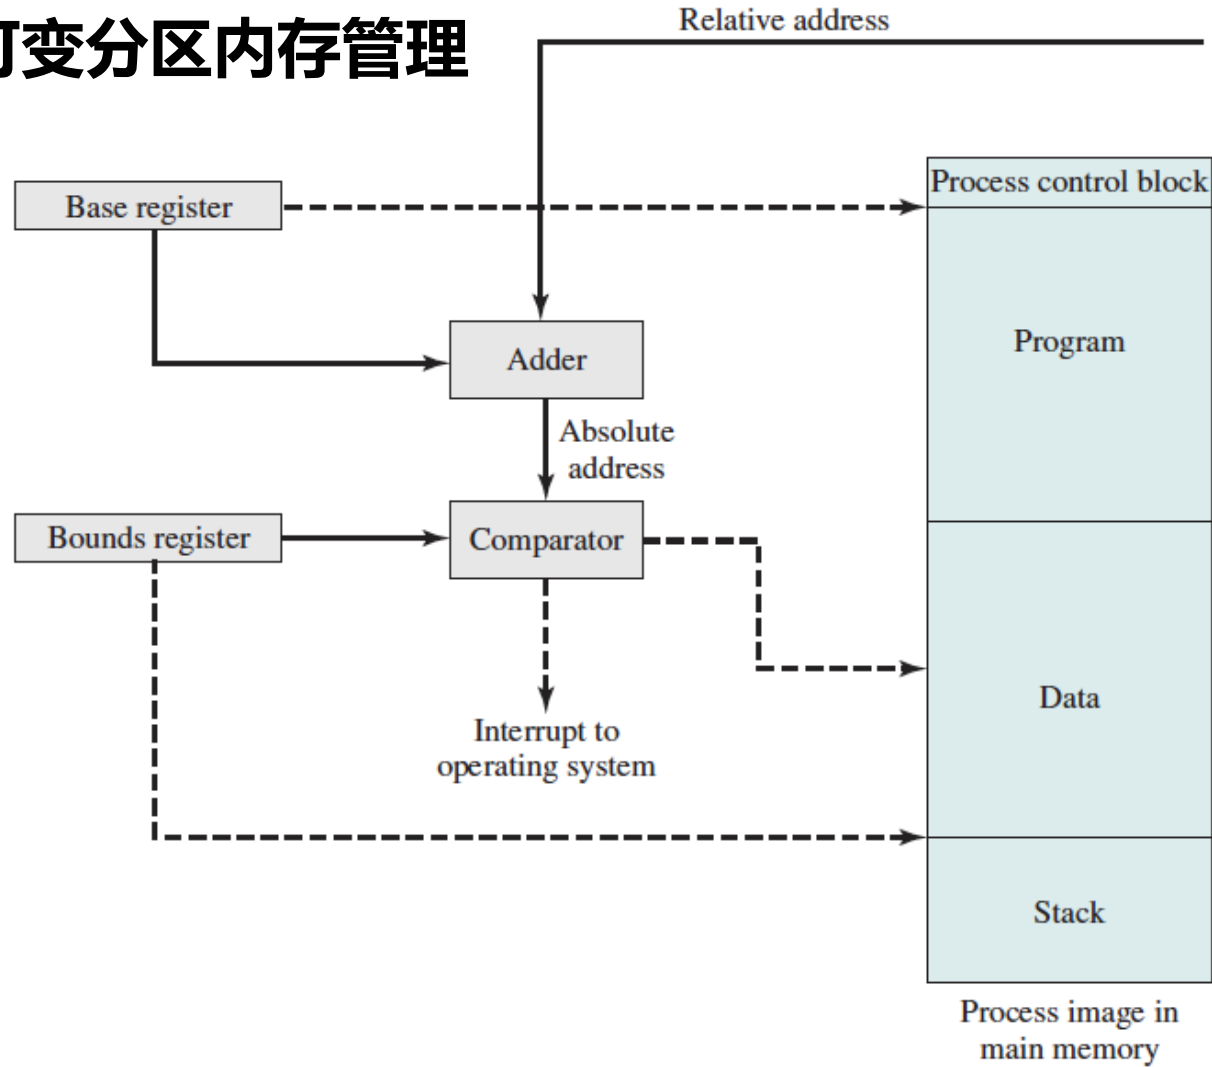 变分区内存管理
Relative address
Base register
Process control block
Program
Adder
Absolute
address
Bounds register
Comparator
Interrupt to
operating system
Data
Stack
Process image in
main memory